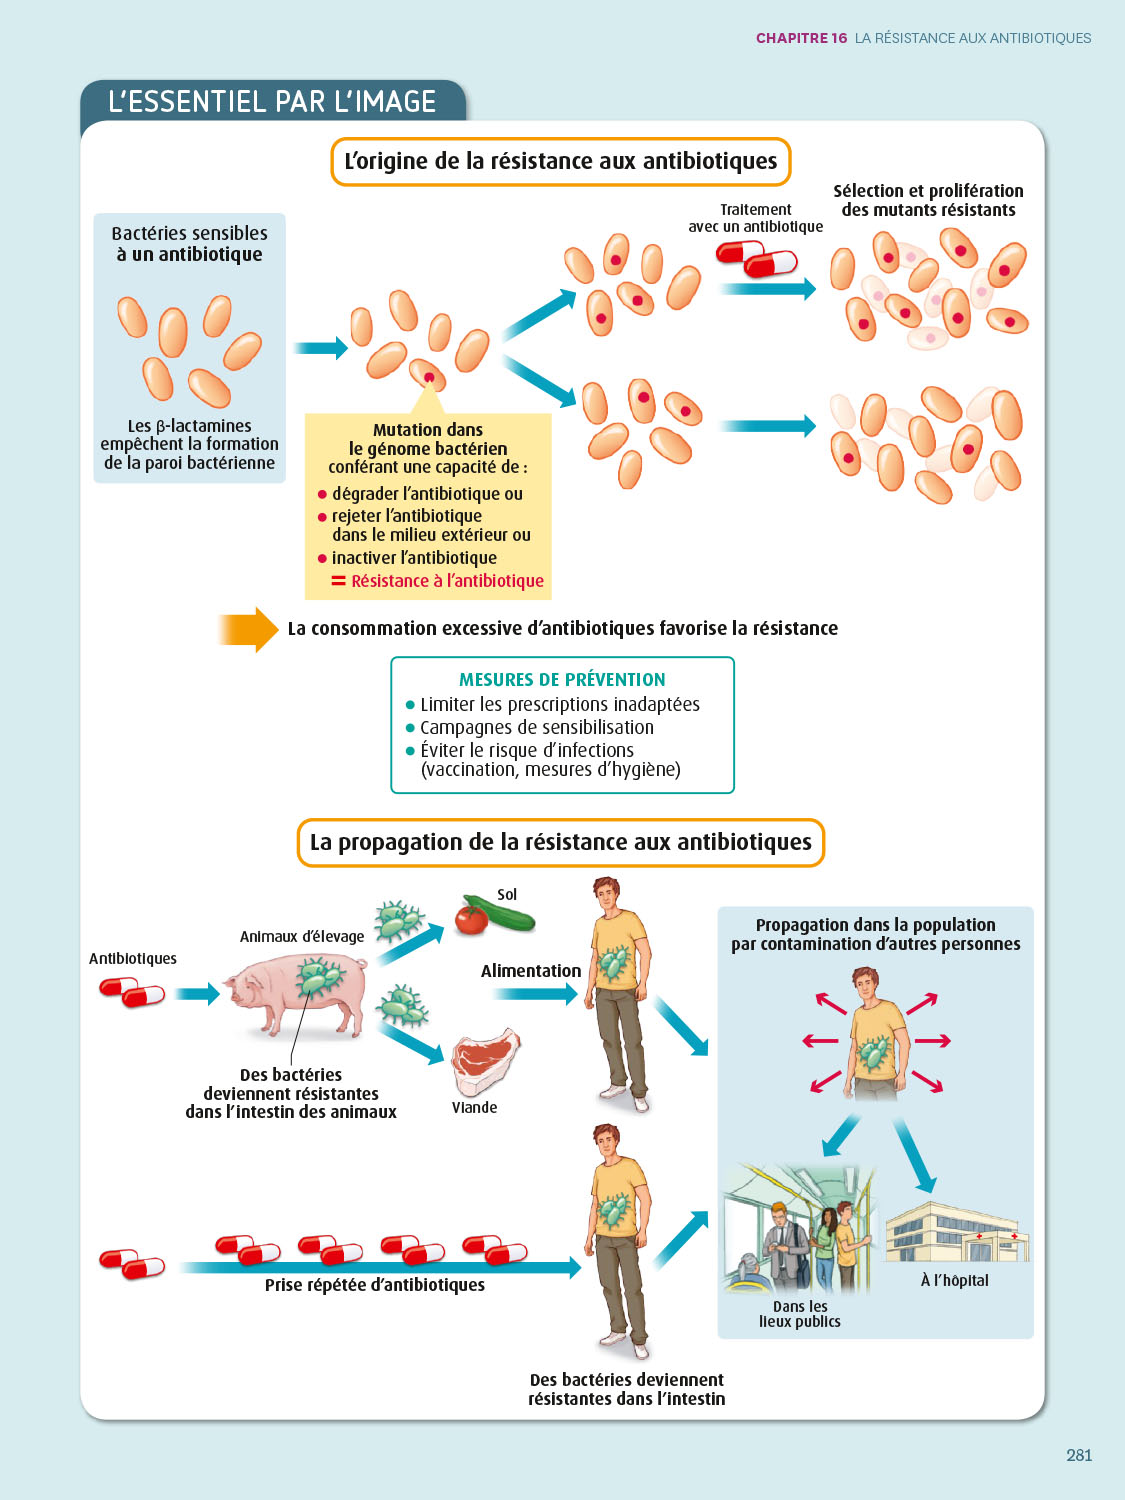 CHAPITRE 16 LA RÉSISTANCE AUX ANTIBIOTIQUES
L'ESSENTIEL PAR L'IMAGE
L'origine de la résistance aux antibiotiques
Bactéries sensibles
à un antibiotique
Les β-lactamines
empêchent la formation
de la paroi bactérienne
Mutation dans
le génome bactérien
conférant une capacité de :
• dégrader l'antibiotique ou
• rejeter l'antibiotique
dans le milieu extérieur ou
• inactiver l'antibiotique
= Résistance à l'antibiotique
Traitement
avec un antibiotique
Sélection et prolifération
des mutants résistants
La consommation excessive d'antibiotiques favorise la résistance
MESURES DE PRÉVENTION
• Limiter les prescriptions inadaptées
• Campagnes de sensibilisation
• Éviter le risque d'infections
(vaccination, mesures d'hygiène)
La propagation de la résistance aux antibiotiques
Antibiotiques
Animaux d'élevage
Sol
Alimentation
Des bactéries
deviennent résistantes
dans l'intestin des animaux
Viande
Prise répétée d'antibiotiques
Des bactéries deviennent
résistantes dans l'intestin
Propagation dans la population
par contamination d'autres personnes
Dans les
lieux publics
À l'hôpital
281